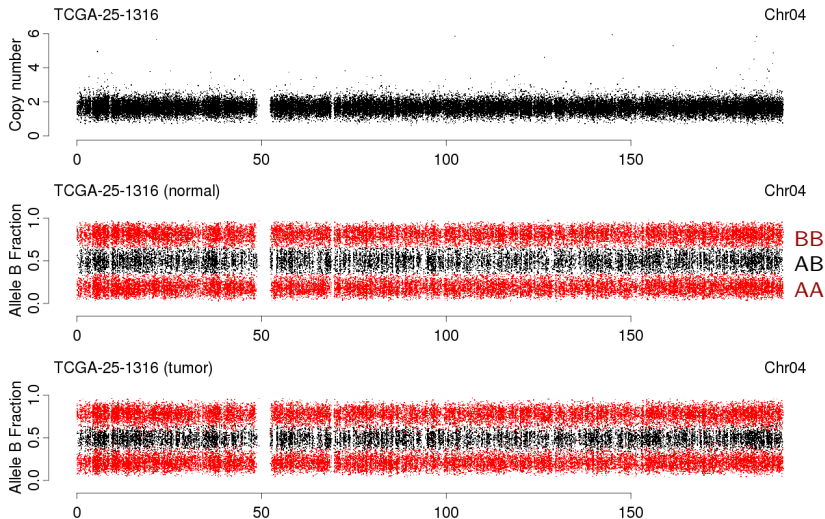 TCGA-25-1316 Chr04
Copy number
6
4
2
0
0 50 100 150
TCGA-25-1316 (normal) Chr04
Allele B Fraction
1.0
0.5
0.0
BB
AB
AA
0 50 100 150
TCGA-25-1316 (tumor) Chr04
Allele B Fraction
1.0
0.5
0.0
0 50 100 150